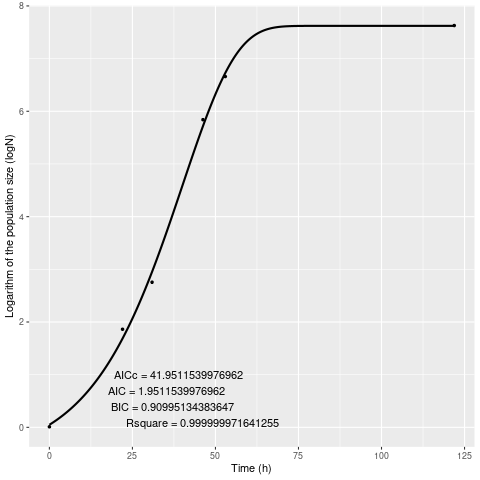 8
6
4
2
0
Logarithm of the population size (logN)
AICc = 41.9511539976962
AIC = 1.9511539976962
BIC = 0.90995134383647
Rsquare = 0.999999971641255
0 25 50 75 100 125
Time (h)